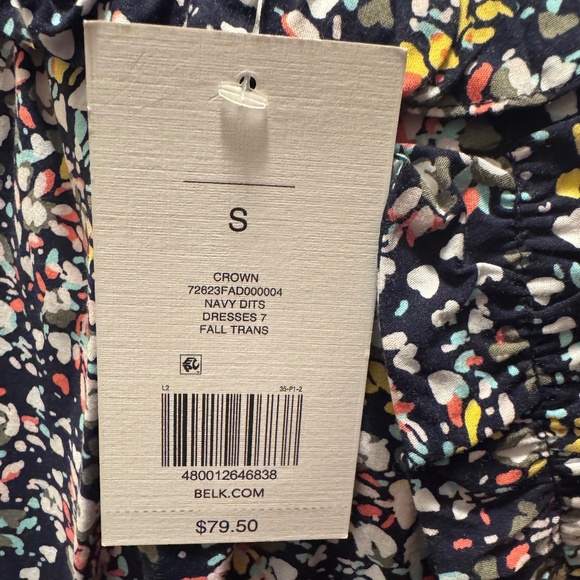 S
CROWN
72623FAD000004
NAVY DITS
DRESSES 7
FALL TRANS
L2 35-P1-2
480012646838
BELK.COM
$79.50